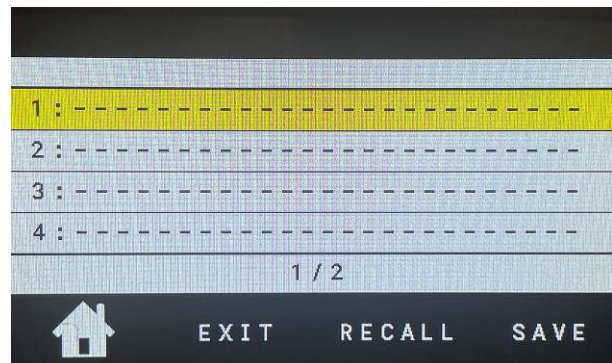 1 : - - - - - - - - - - - - - - - - - - - - - - - -
2 : - - - - - - - - - - - - - - - - - - - - - - - -
3 : - - - - - - - - - - - - - - - - - - - - - - - -
4 : - - - - - - - - - - - - - - - - - - - - - - - -
1 / 2
EXIT RECALL SAVE